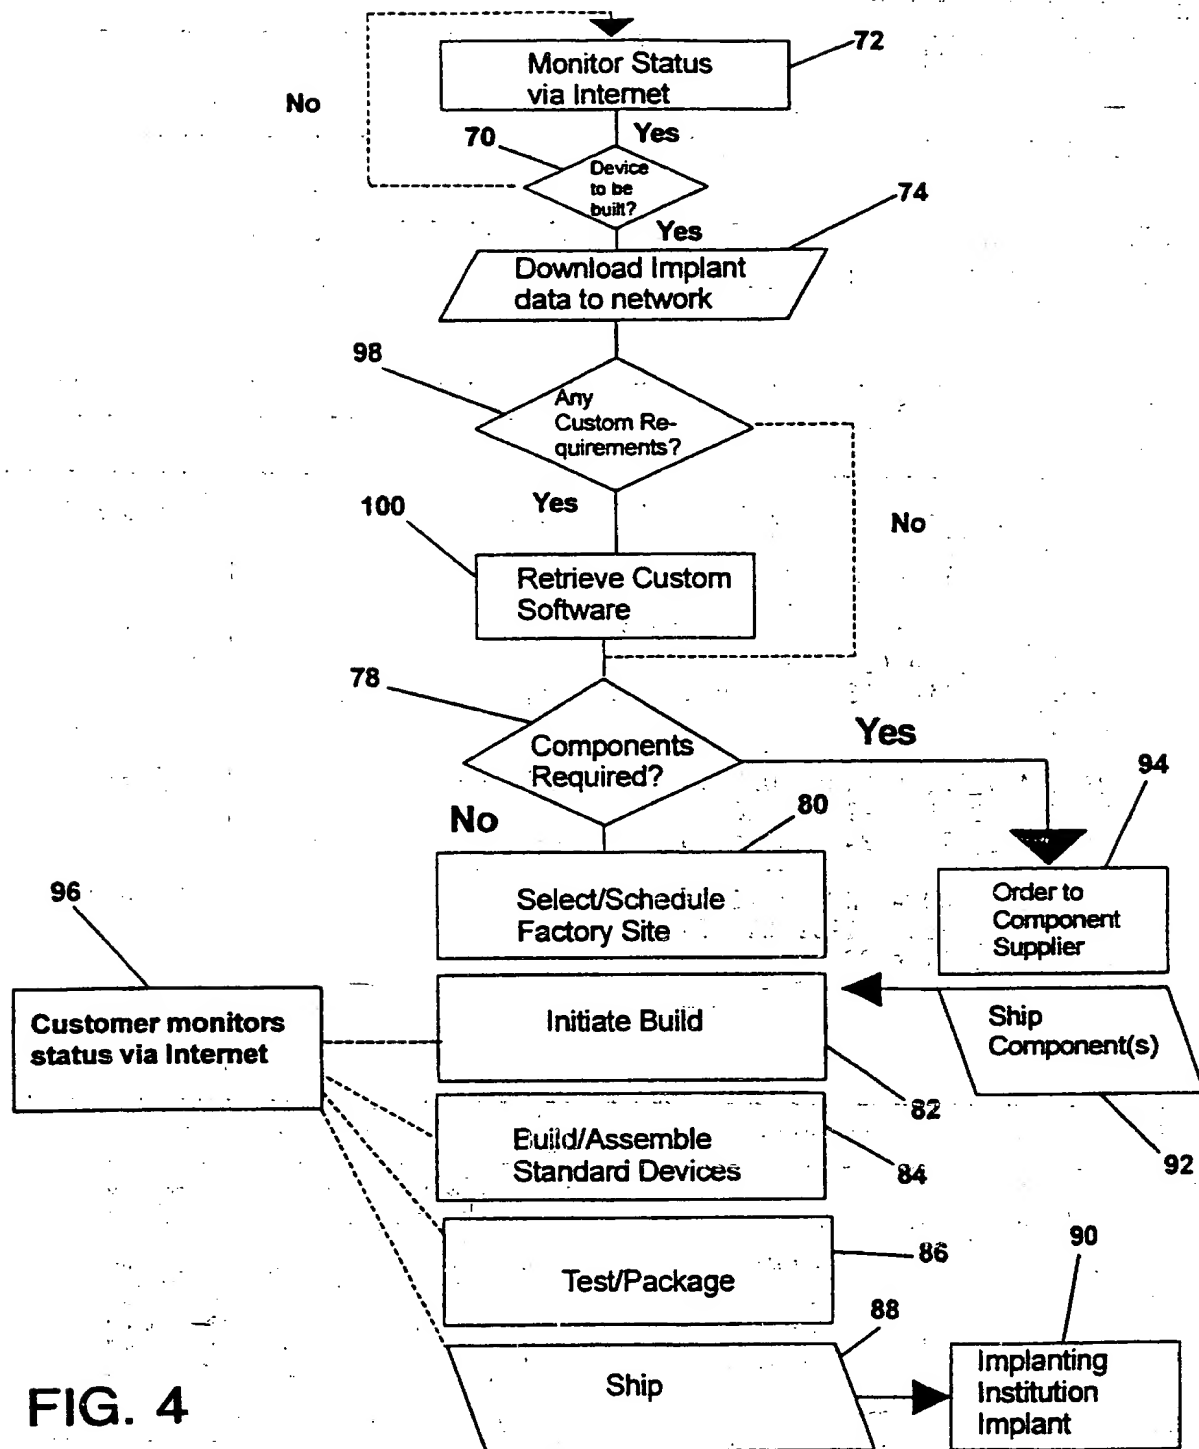 72
Monitor Status
via Internet
No
Yes
70
Device
to be
built?
74
Yes
Download Implant
data to network
98
Any
Custom Re-
quirements?
Yes
100
No
Retrieve Custom
Software
78
Components
Required?
Yes
94
No
80
Select/Schedule
Factory Site
Order to
Component
Supplier
96
Customer monitors
status via Internet
Initiate Build
Ship
Component(s)
82
Build/Assemble
Standard Devices
84
92
86
90
Test/Package
88
Ship
Implanting
Institution
Implant
FIG. 4